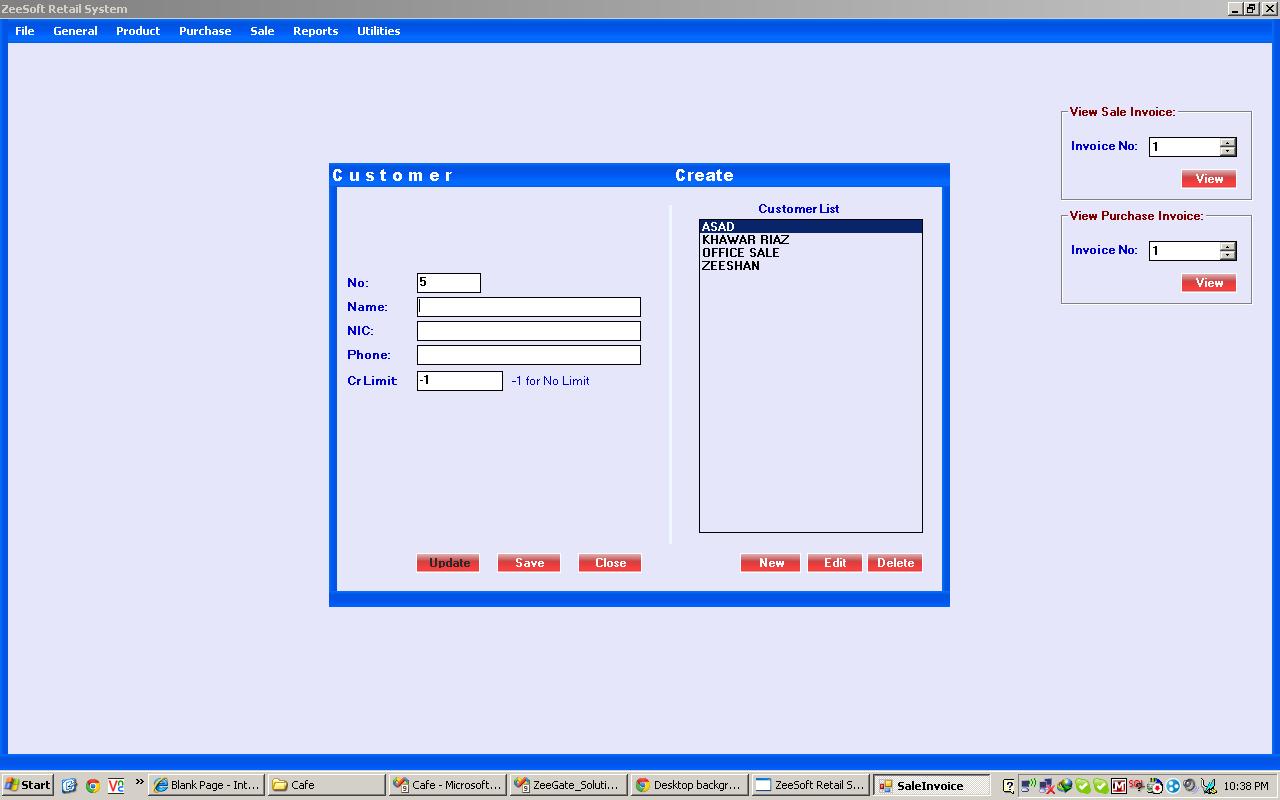 ZeeSoft Retail System
File General Product Purchase Sale Reports Utilities
View Sale Invoice:
Invoice No: 1
View
View Purchase Invoice:
Invoice No: 1
View
Customer Create
Customer List
ASAD
KHAWAR RIAZ
OFFICE SALE
ZEESHAN
No: 5
Name:
NIC:
Phone:
Cr Limit: -1 -1 for No Limit
Update Save Close New Edit Delete
Start » Blank Page - Int... Cafe Cafe - Microsoft... ZeeGate_Soluti... Desktop backgr... ZeeSoft Retail S... SaleInvoice 10:38 PM